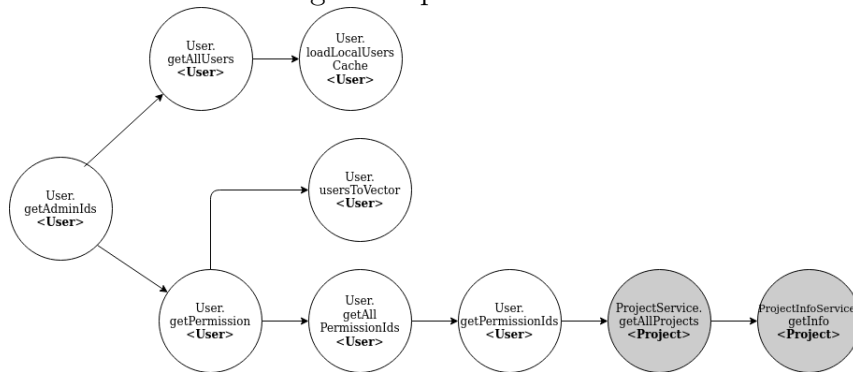 User.
getAllUsers
<User>
User.
loadLocalUsers
Cache
<User>
User.
usersToVector
<User>
User.
getAdminIds
<User>
User.
getPermission
<User>
User.
getAll
PermissionIds
<User>
User.
getPermissionIds
<User>
ProjectService.
getAllProjects
<Project>
ProjectInfoService.
getInfo
<Project>